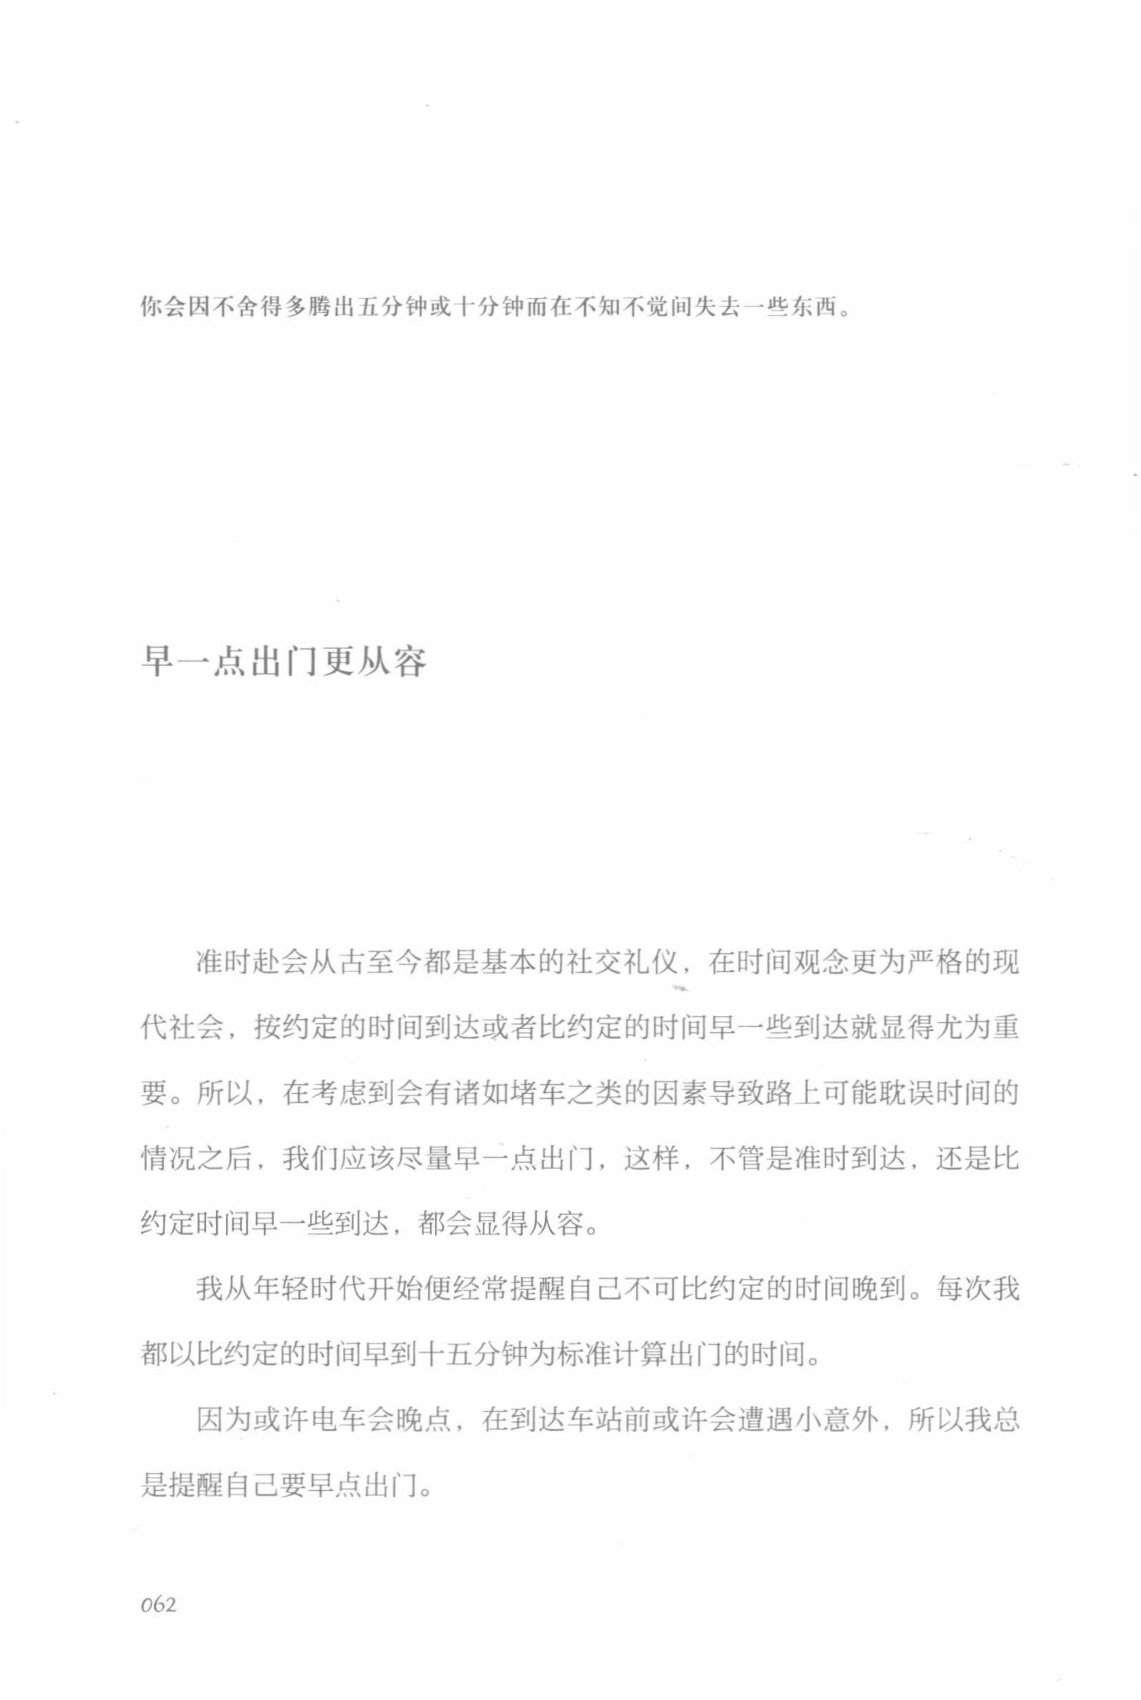 你会因不舍得多腾出五分钟或十分钟而在不知不觉间失去一些东西。
早一点出门更从容
准时赴会从古至今都是基本的社交礼仪，在时间观念更为严格的现
代社会，按约定的时间到达或者比约定的时间早一些到达就显得尤为重
要。所以，在考虑到会有诸如堵车之类的因素导致路上可能耽误时间的
情况之后，我们应该尽量早一点出门，这样，不管是准时到达，还是比
约定时间早一些到达，都会显得从容。
我从年轻时代开始便经常提醒自己不可比约定的时间晚到。每次我
都以比约定的时间早到十五分钟为标准计算出门的时间。
因为或许电车会晚点，在到达车站前或许会遭遇小意外，所以我总
是提醒自己要早点出门。
062